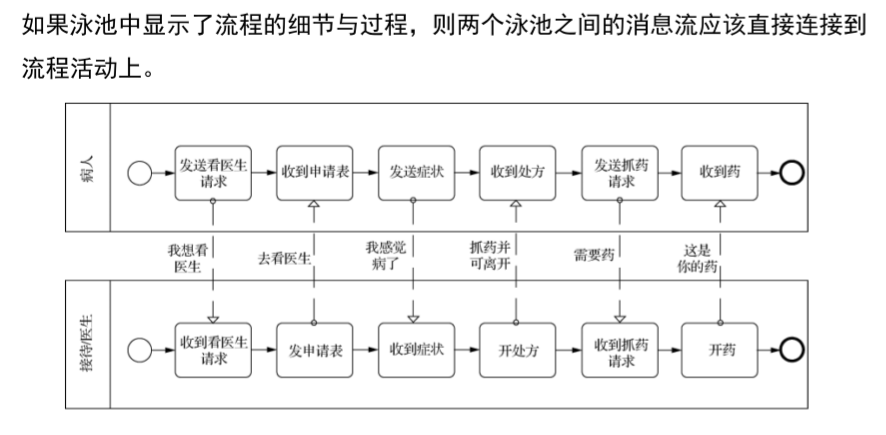 如果泳池中显示了流程的细节与过程，则两个泳池之间的消息流应该直接连接到
流程活动上。
病人
发送看医生
请求
收到申请表
发送症状
收到处方
发送抓药
请求
收到药
我想看
医生
去看医生
我感觉
病了
抓药并
可离开
需要药
这是
你的药
接待/医生
收到看医生
请求
发申请表
收到症状
开处方
收到抓药
请求
开药